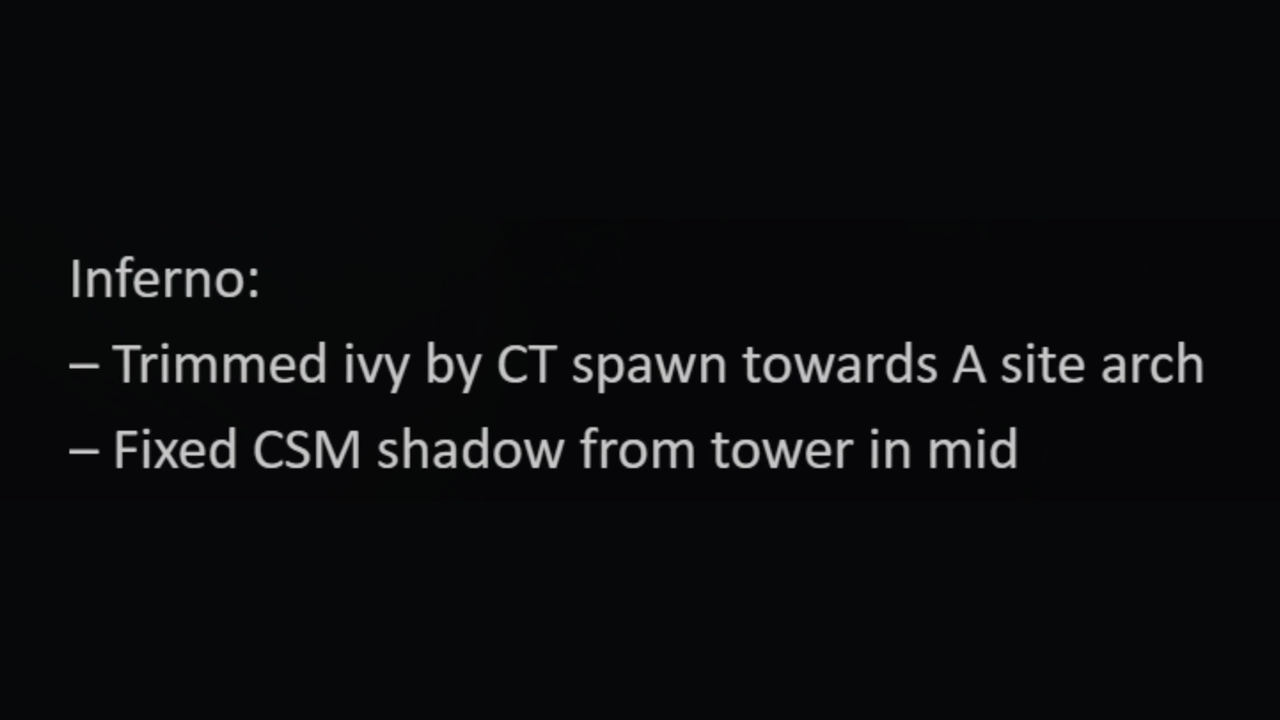 Inferno:
– Trimmed ivy by CT spawn towards A site arch
– Fixed CSM shadow from tower in mid